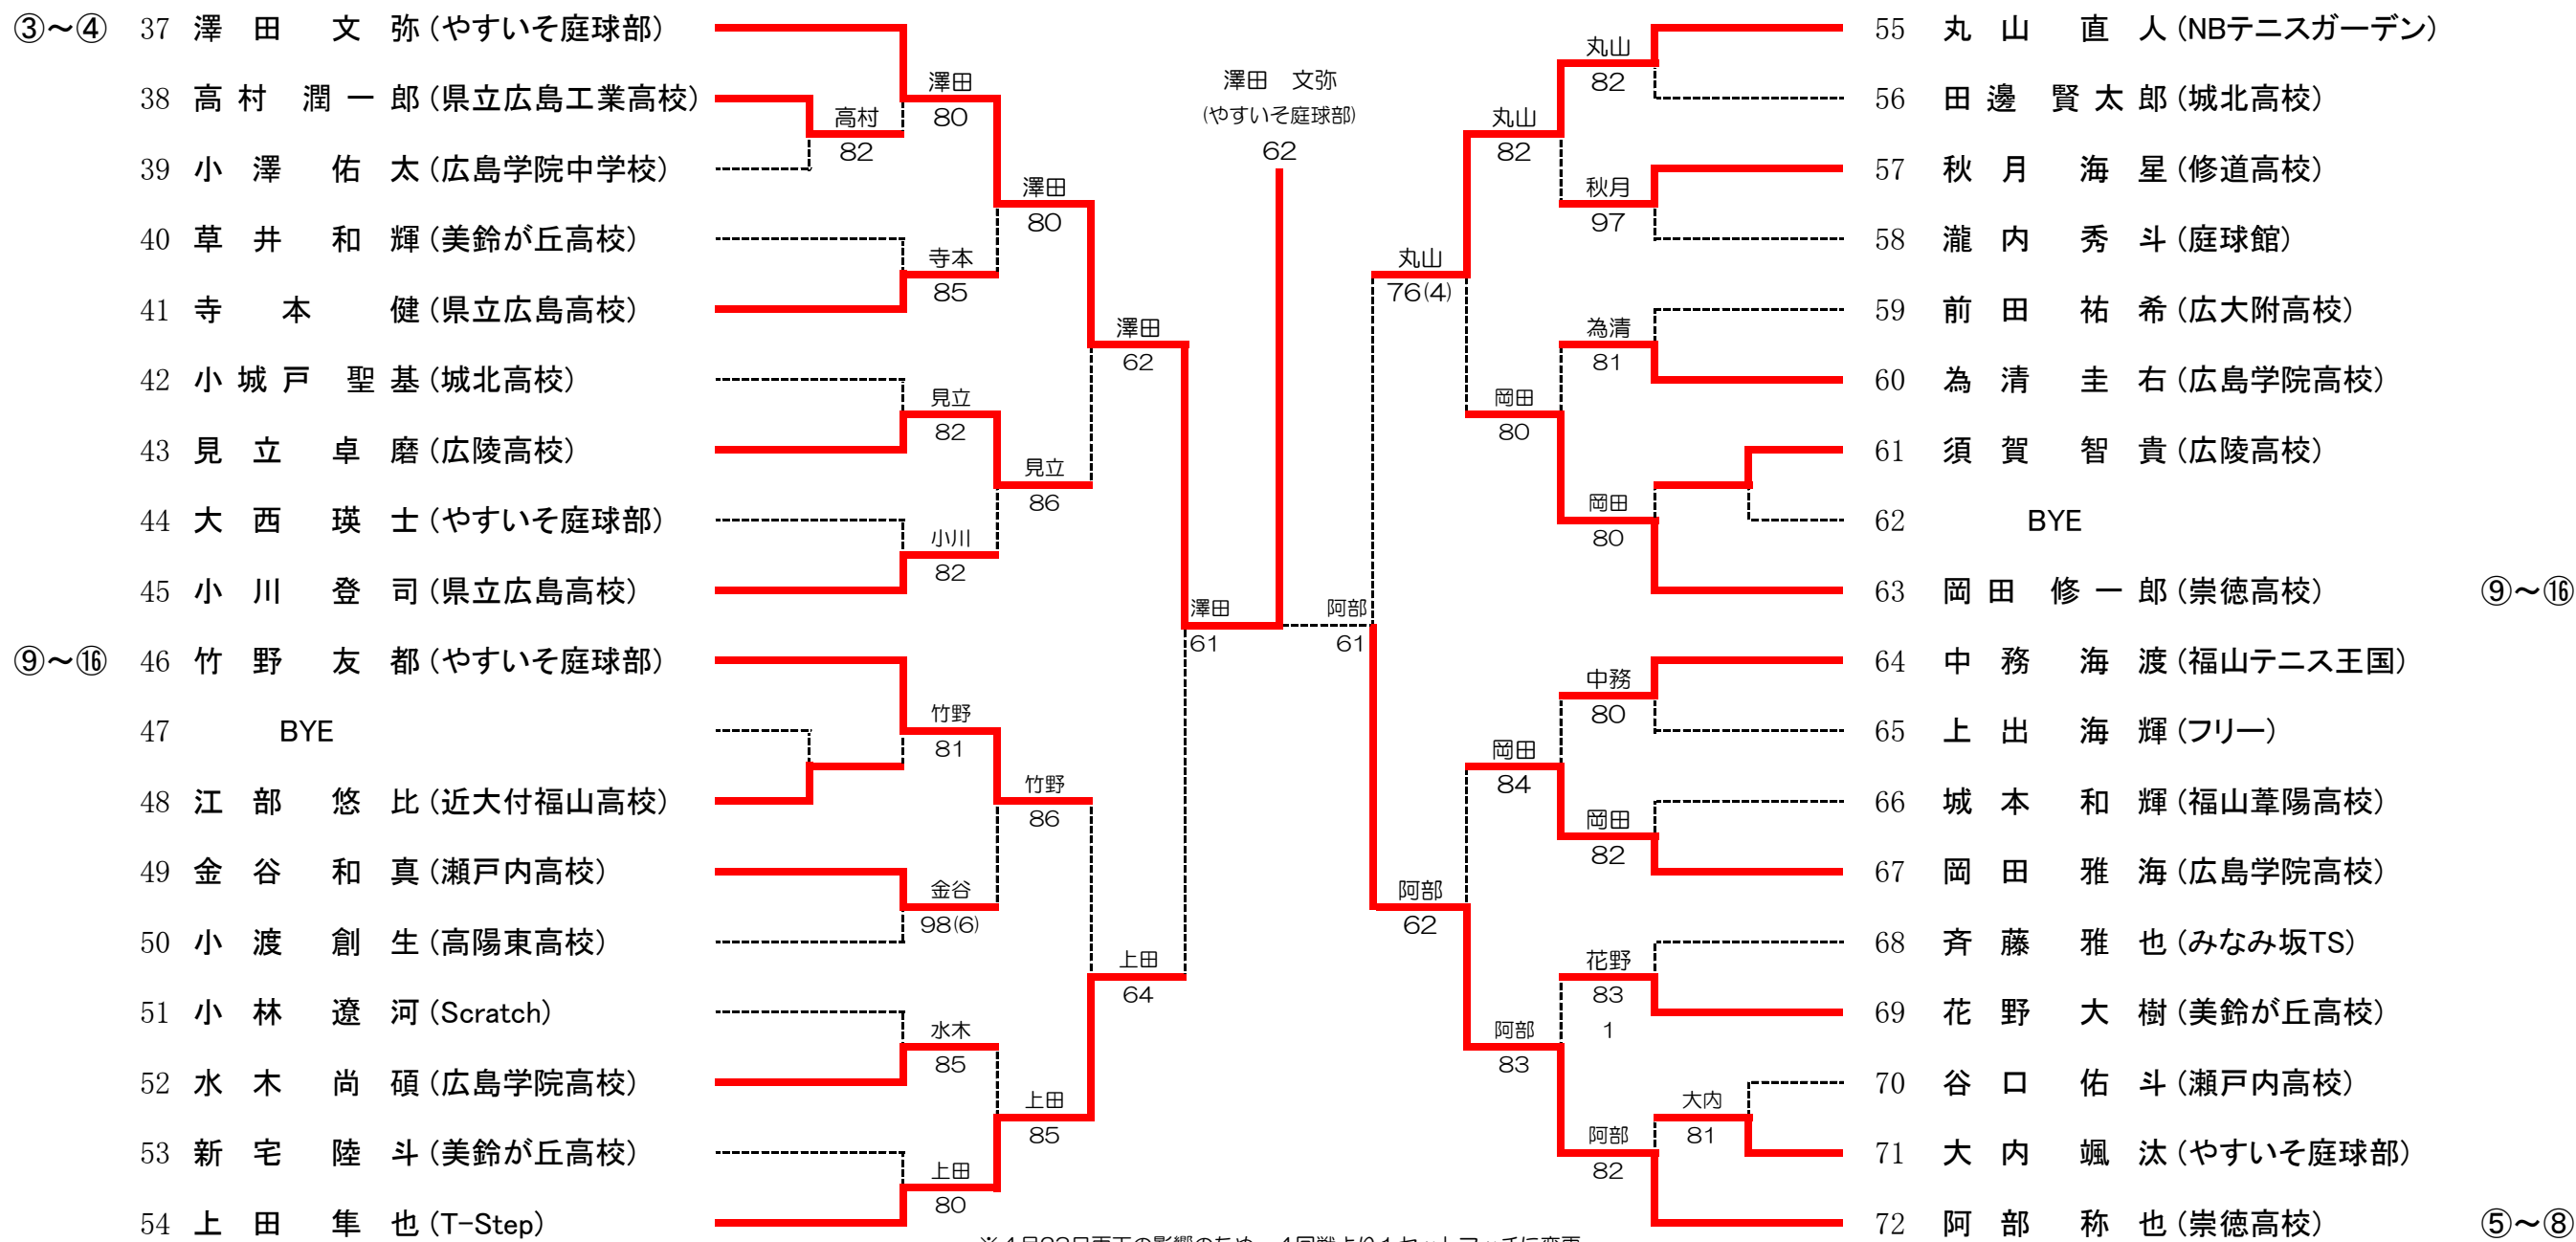 ③～④ 37 澤田 文弥 (やすいそ庭球部)
38 高村 潤一郎 (県立広島工業高校)
39 小澤 佑太 (広島学院中学校)
40 草井 和輝 (美鈴が丘高校)
41 寺本 健 (県立広島高校)
42 小城戸 聖基 (城北高校)
43 見立 卓磨 (広陵高校)
44 大西 瑛士 (やすいそ庭球部)
45 小川 登司 (県立広島高校)
⑨～⑯ 46 竹野 友都 (やすいそ庭球部)
47 BYE
48 江部 悠比 (近大付福山高校)
49 金谷 和真 (瀬戸内高校)
50 小渡 創生 (高陽東高校)
51 小林 遼河 (Scratch)
52 水木 尚碩 (広島学院高校)
53 新宅 陸斗 (美鈴が丘高校)
54 上田 隼也 (T-Step)
高村
82
澤田
80
寺本
85
見立
82
小川
82
竹野
81
金谷
98(6)
水木
85
上田
80
澤田
80
見立
86
竹野
86
上田
85
澤田
62
上田
64
澤田
61
澤田 文弥
(やすいそ庭球部)
62
阿部
61
丸山
76(4)
阿部
62
丸山
82
岡田
80
岡田
84
阿部
83
丸山
82
秋月
97
為清
81
岡田
80
中務
80
岡田
82
花野
83
1
阿部
82
大内
81
55 丸山 直人 (NBテニスガーデン)
56 田邊 賢太郎 (城北高校)
57 秋月 海星 (修道高校)
58 瀧内 秀斗 (庭球館)
59 前田 祐希 (広大附高校)
60 為清 圭右 (広島学院高校)
61 須賀 智貴 (広陵高校)
62 BYE
63 岡田 修一郎 (崇徳高校) ⑨～⑯
64 中務 海渡 (福山テニス王国)
65 上出 海輝 (フリー)
66 城本 和輝 (福山葦陽高校)
67 岡田 雅海 (広島学院高校)
68 斉藤 雅也 (みなみ坂TS)
69 花野 大樹 (美鈴が丘高校)
70 谷口 佑斗 (瀬戸内高校)
71 大内 颯汰 (やすいそ庭球部)
72 阿部 称也 (崇徳高校) ⑤～⑧